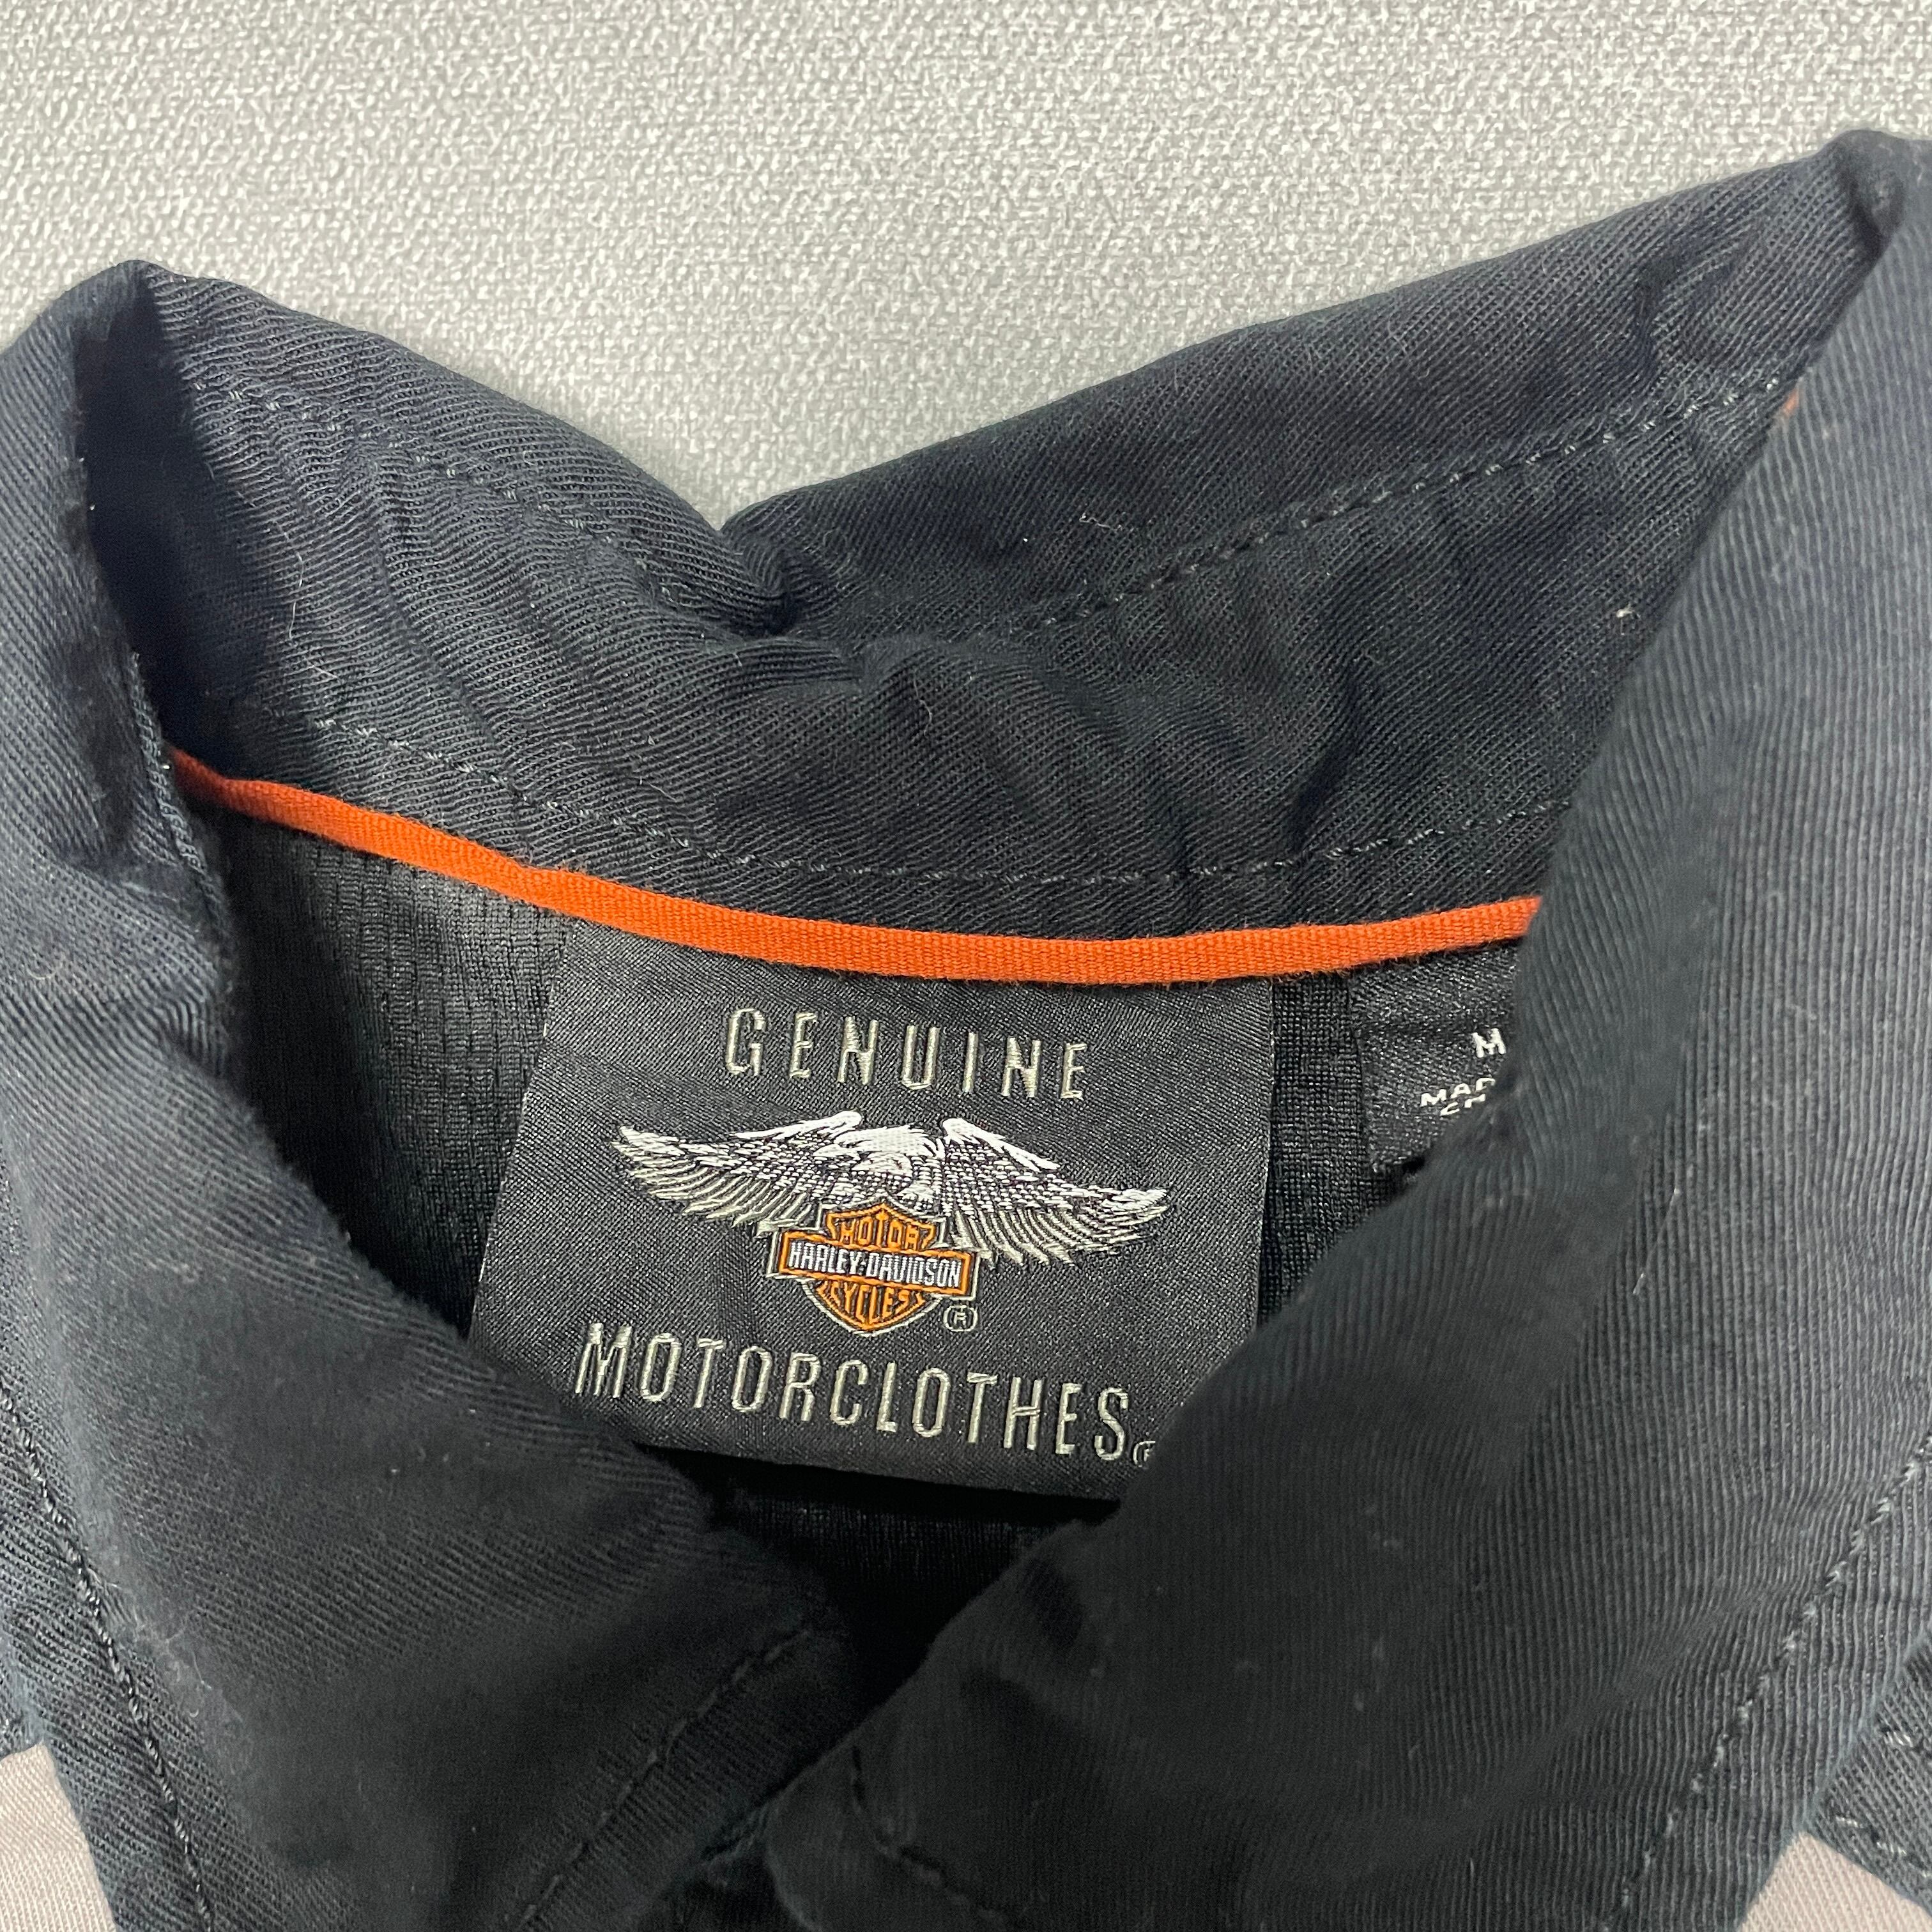 GENUINE
MOTOR
HARLEY-DAVIDSON
CYCLES
®
MOTORCLOTHES
M